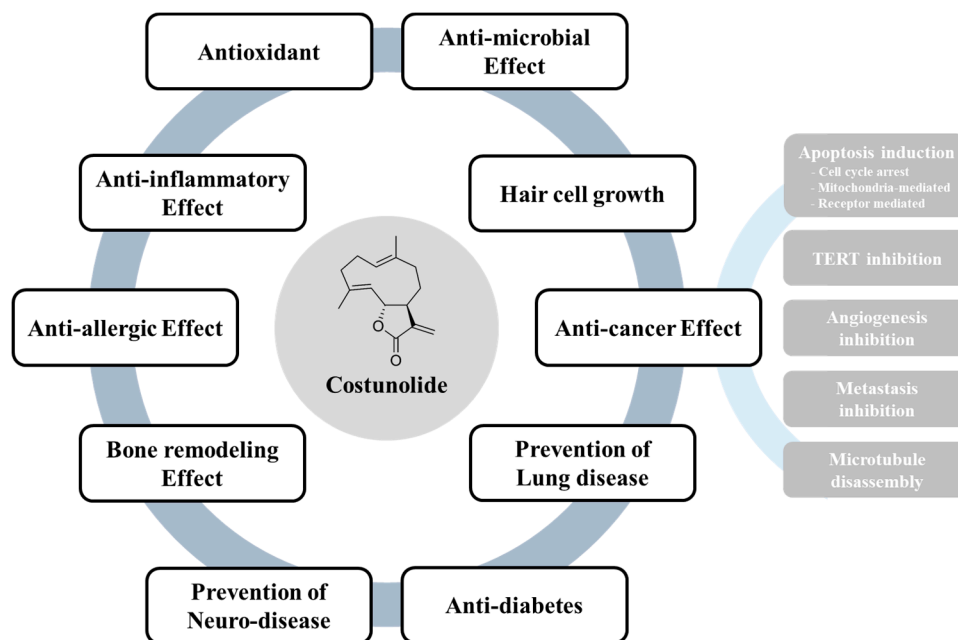 Antioxidant
Anti-microbial
Effect
Anti-inflammatory
Effect
Hair cell growth
Anti-allergic Effect
O
O
Costunolide
Anti-cancer Effect
Bone remodeling
Effect
Prevention of
Lung disease
Prevention of
Neuro-disease
Anti-diabetes
Apoptosis induction
- Cell cycle arrest
- Mitochondria-mediated
- Receptor mediated
TERT inhibition
Angiogenesis
inhibition
Metastasis
inhibition
Microtubule
disassembly